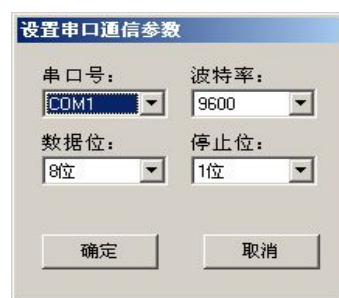 设置串口通信参数
串口号： 波特率：
COM1 9600
数据位： 停止位：
8位 1位
确定 取消